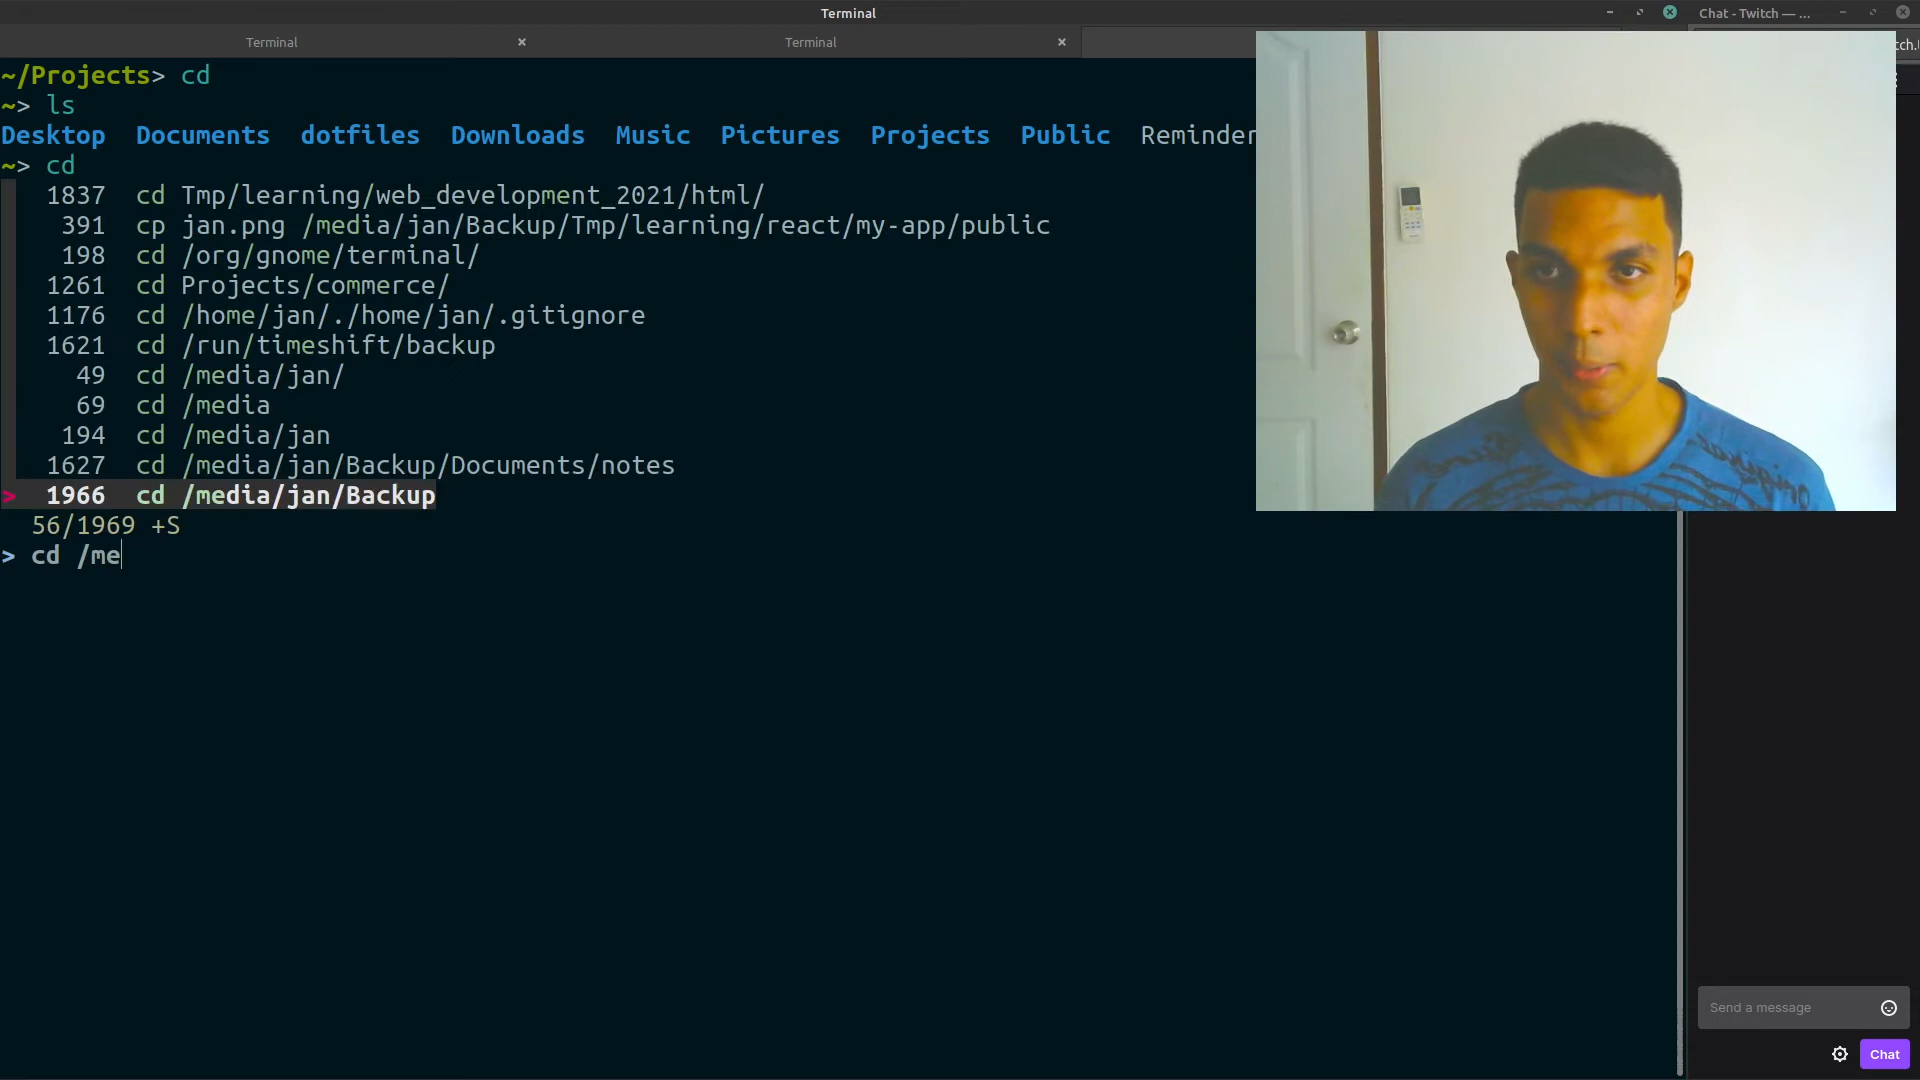 Terminal
Chat - Twitch — ...
Terminal
Terminal
tch.
~/Projects> cd
~> ls
Desktop Documents dotfiles Downloads Music Pictures Projects Public Reminder
~> cd
1837 cd Tmp/learning/web_development_2021/html/
391 cp jan.png /media/jan/Backup/Tmp/learning/react/my-app/public
198 cd /org/gnome/terminal/
1261 cd Projects/commerce/
1176 cd /home/jan/./home/jan/.gitignore
1621 cd /run/timeshift/backup
49 cd /media/jan/
69 cd /media
194 cd /media/jan
1627 cd /media/jan/Backup/Documents/notes
> 1966 cd /media/jan/Backup
56/1969 +S
> cd /me
Send a message
Chat